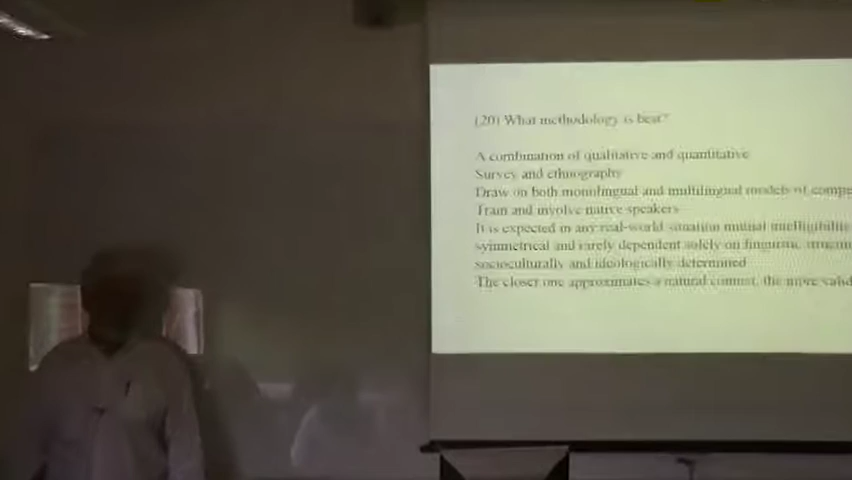 (20) What methodology is best?
A combination of qualitative and quantitative
Survey and ethnography
Draw on both monolingual and multilingual models of
Train and involve native speakers
It is expected in any real-world situation mutual intelligibility
symmetrical and rarely dependent solely on linguistic
socioculturally and ideologically determined
The closer one approximates a natural context, the more valid